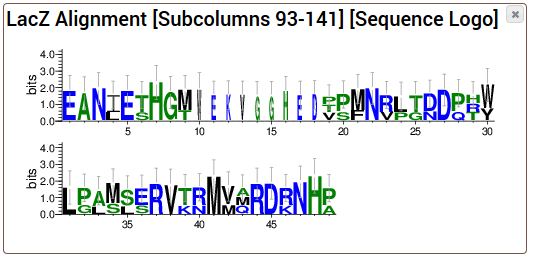 LacZ Alignment [Subcolumns 93-141] [Sequence Logo]
4.0
3.0
2.0
1.0
0.0
bits
EANIETHGM EKVGGHEDPPMNRLTDDPHW
5 10 15 20 25 30
4.0
3.0
2.0
1.0
0.0
bits
LPAMSERVTRMVARDRNHP
35 40 45